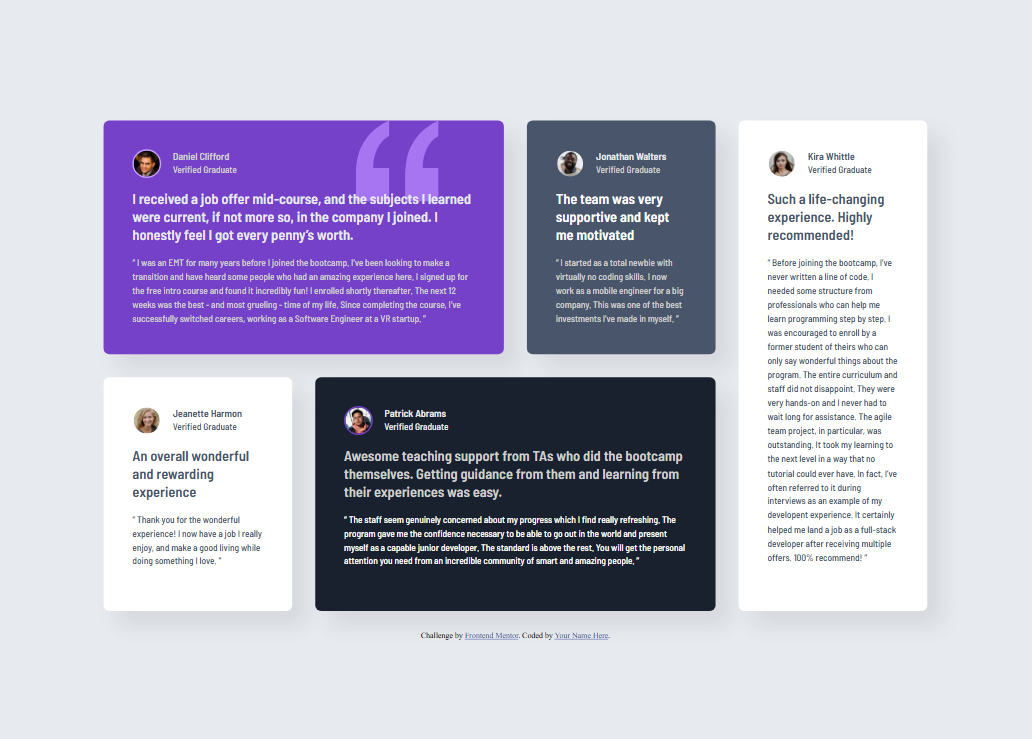 Daniel Clifford
Verified Graduate
I received a job offer mid-course, and the subjects I learned
were current, if not more so, in the company I joined. I
honestly feel I got every penny’s worth.
“ I was an EMT for many years before I joined the bootcamp. I’ve been looking to make a
transition and have heard some people who had an amazing experience here. I signed up for
the free intro course and found it incredibly fun! I enrolled shortly thereafter. The next 12
weeks was the best - and most grueling - time of my life. Since completing the course, I’ve
successfully switched careers, working as a Software Engineer at a VR startup. ”
Jonathan Walters
Verified Graduate
The team was very
supportive and kept
me motivated
“ I started as a total newbie with
virtually no coding skills. I now
work as a mobile engineer for a big
company. This was one of the best
investments I’ve made in myself. ”
Kira Whittle
Verified Graduate
Such a life-changing
experience. Highly
recommended!
“ Before joining the bootcamp, I’ve
never written a line of code. I
needed some structure from
professionals who can help me
learn programming step by step. I
was encouraged to enroll by a
former student of theirs who can
only say wonderful things about the
program. The entire curriculum and
staff did not disappoint. They were
very hands-on and I never had to
wait long for assistance. The agile
team project, in particular, was
outstanding. It took my learning to
the next level in a way that no
tutorial could ever have. In fact, I’ve
often referred to it during
interviews as an example of my
developent experience. It certainly
helped me land a job as a full-stack
developer after receiving multiple
offers. 100% recommend! ”
Jeanette Harmon
Verified Graduate
An overall wonderful
and rewarding
experience
“ Thank you for the wonderful
experience! I now have a job I really
enjoy, and make a good living while
doing something I love. ”
Patrick Abrams
Verified Graduate
Awesome teaching support from TAs who did the bootcamp
themselves. Getting guidance from them and learning from
their experiences was easy.
“ The staff seem genuinely concerned about my progress which I find really refreshing. The
program gave me the confidence necessary to be able to go out in the world and present
myself as a capable junior developer. The standard is above the rest. You will get the personal
attention you need from an incredible community of smart and amazing people. ”
Challenge by Frontend Mentor. Coded by Your Name Here.